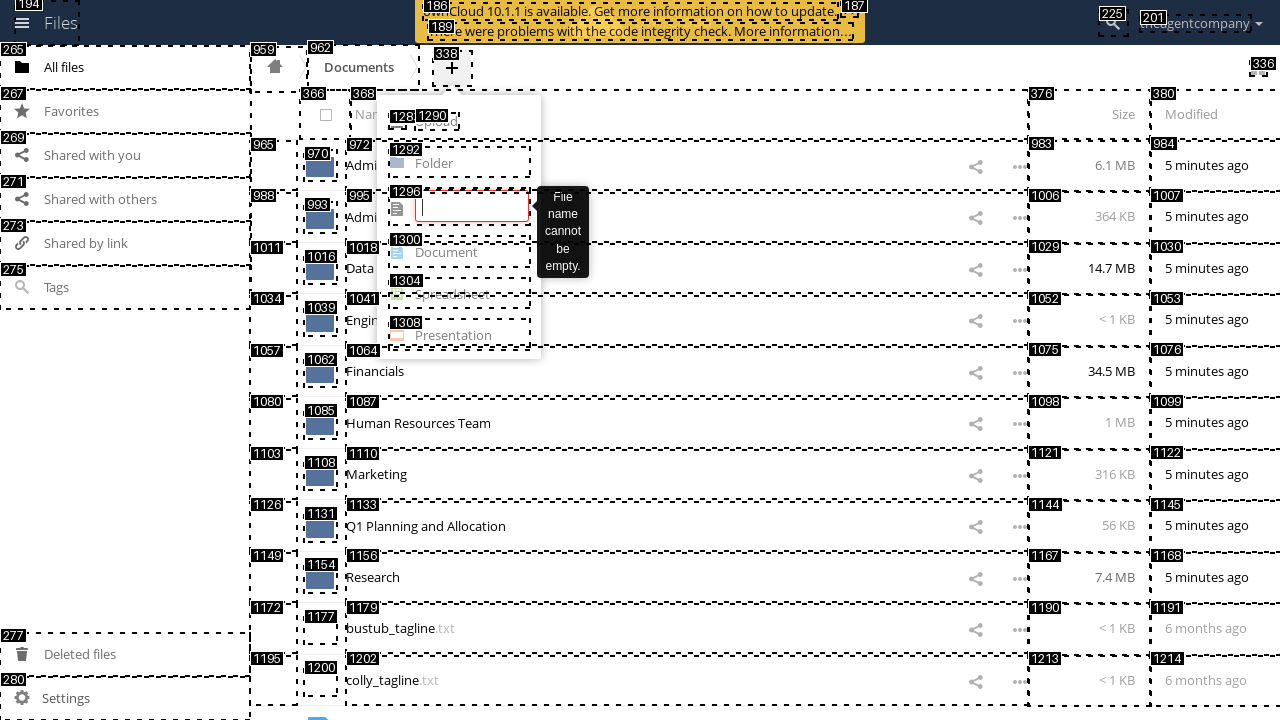 194
Files
186
ownCloud 10.1.1 is available. Get more information on how to update.
187
189
There were problems with the code integrity check. More information…
225
201
theagentcompany
265
All files
959
962
Documents
338
+
336
267
Favorites
366
368
Name
376
Size
380
Modified
1290
Upload
269
Shared with you
965
970
972
1292
Folder
983
6.1 MB
984
5 minutes ago
271
Shared with others
988
993
995
1296
File name cannot be empty.
1006
364 KB
1007
5 minutes ago
273
Shared by link
1011
1016
1018
Data
1300
Document
1029
14.7 MB
1030
5 minutes ago
275
Tags
1034
1039
1041
1304
Spreadsheet
1052
< 1 KB
1053
5 minutes ago
1308
Presentation
1057
1062
1064
Financials
1075
34.5 MB
1076
5 minutes ago
1080
1085
1087
Human Resources Team
1098
1 MB
1099
5 minutes ago
1103
1108
1110
Marketing
1121
316 KB
1122
5 minutes ago
1126
1131
1133
Q1 Planning and Allocation
1144
56 KB
1145
5 minutes ago
1149
1154
1156
Research
1167
7.4 MB
1168
5 minutes ago
1172
1177
1179
bustub_tagline.txt
1190
< 1 KB
1191
6 months ago
277
Deleted files
1195
1200
1202
colly_tagline.txt
1213
< 1 KB
1214
6 months ago
280
Settings